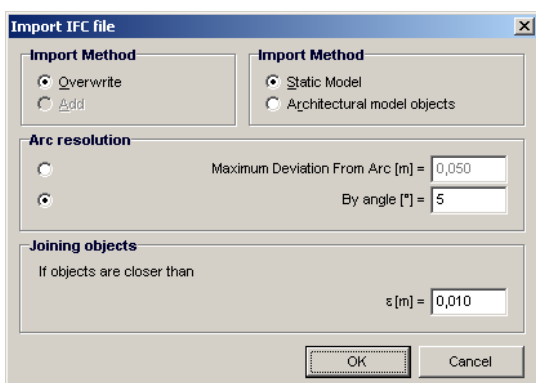 Import IFC file
Import Method
Overwrite
Add
Import Method
Static Model
Architectural model objects
Arc resolution
Maximum Deviation From Arc [m] = 0,050
By angle [°] = 5
Joining objects
If objects are closer than
ε [m] = 0,010
OK Cancel